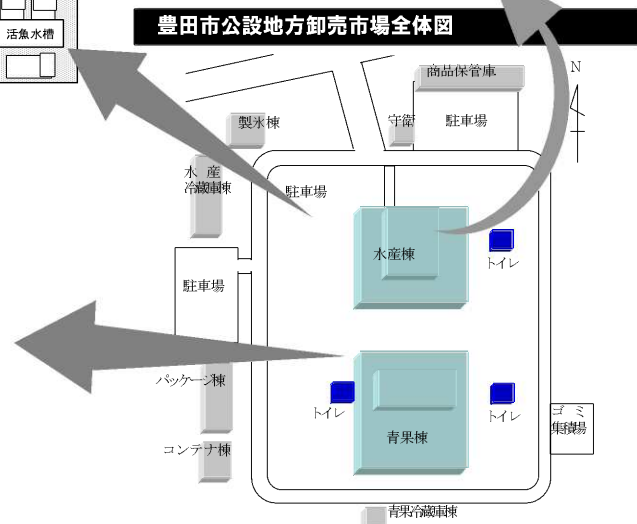 豊田市公設地方卸売市場全体図
活魚水槽
商品保管庫
N
製氷棟
守衛
駐車場
水 産
冷蔵庫棟
駐車場
水産棟
トイレ
駐車場
パッケージ棟
トイレ
トイレ
ゴ ミ
集積場
青果棟
コンテナ棟
青果冷蔵庫棟